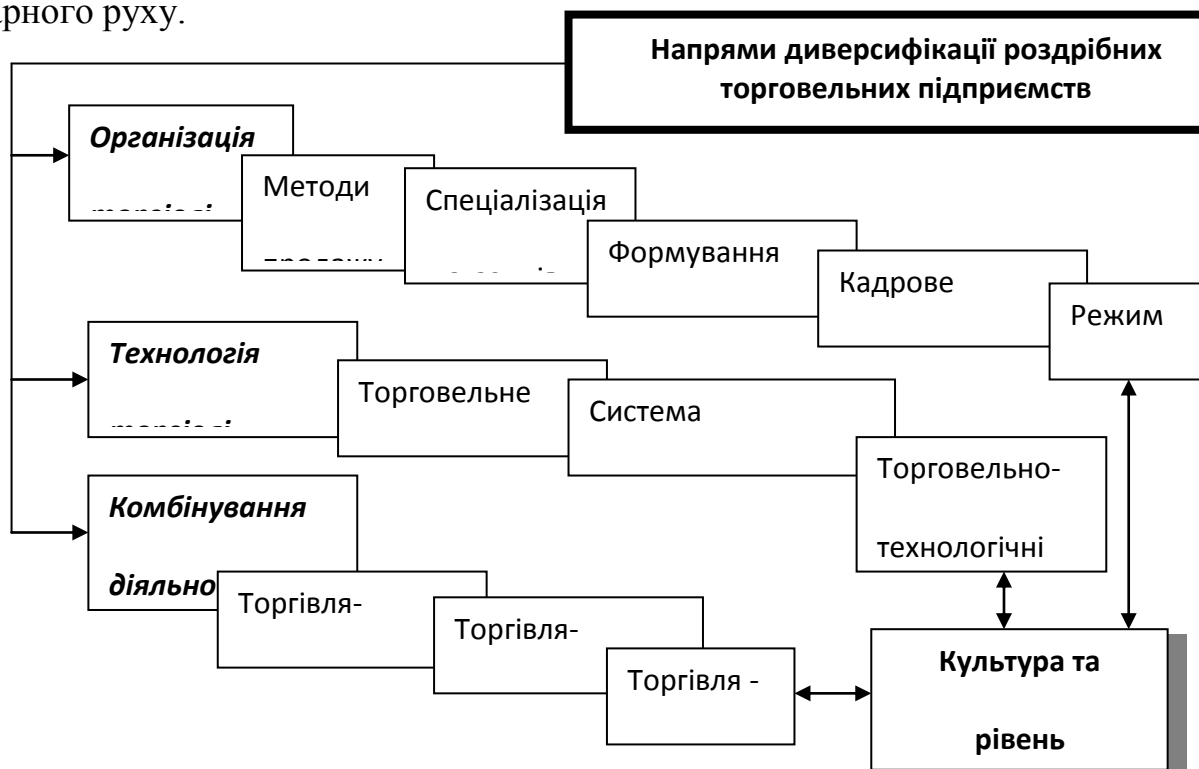 арного руху.
Напрями диверсифікації роздрібних
торговельних підприємств
Організація
Методи
Спеціалізація
Формування
Кадрове
Режим
Технологія
Торговельне
Система
Торговельно-
технологічні
Комбінування
діяльно
Торгівля-
Торгівля-
Торгівля -
Культура та
рівень